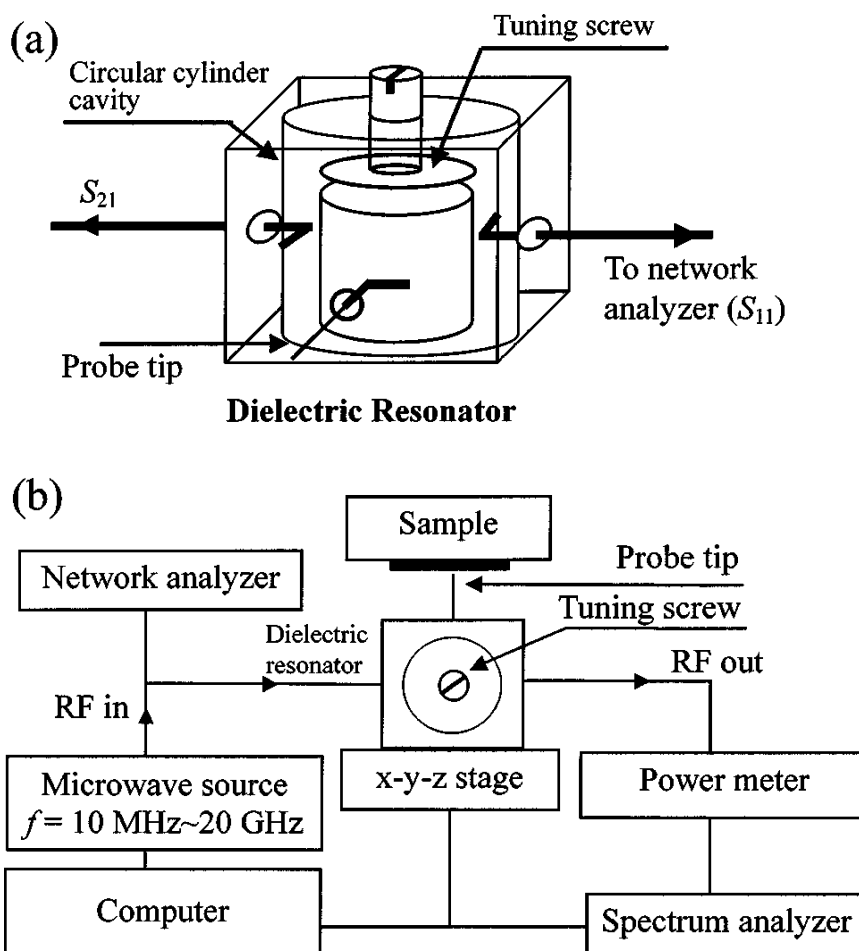 (a)
Tuning screw
Circular cylinder
cavity
S21
To network
analyzer (S11)
Probe tip
Dielectric Resonator
(b)
Sample
Network analyzer
Probe tip
Tuning screw
Dielectric
resonator
RF out
RF in
Microwave source
f = 10 MHz~20 GHz
x-y-z stage
Power meter
Computer
Spectrum analyzer